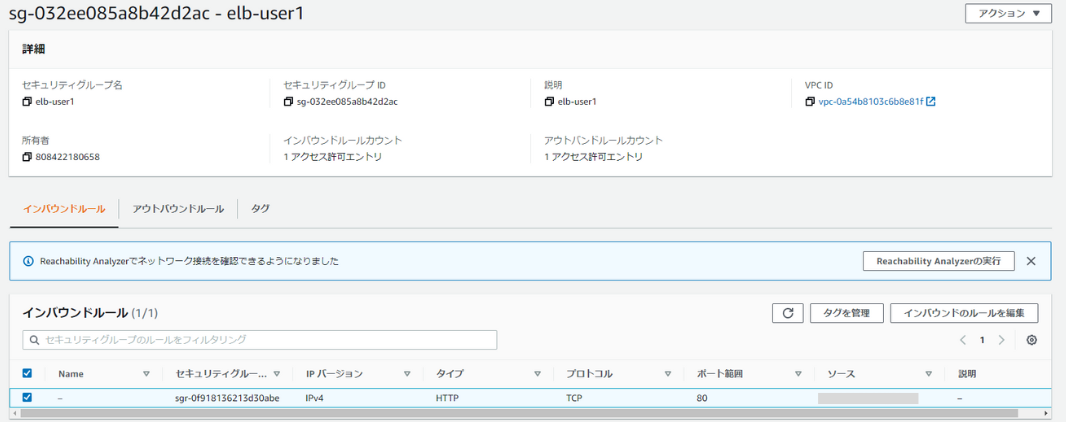 sg-032ee085a8b42d2ac - elb-user1
アクション ▼
詳細
セキュリティグループ名 セキュリティグループ ID 説明 VPC ID
elb-user1 sg-032ee085a8b42d2ac elb-user1 vpc-0a54b8103c6b8e81f
所有者 インバウンドルールカウント アウトバンドルールカウント
808422180658 1 アクセス許可エントリ 1 アクセス許可エントリ
インバウンドルール アウトバウンドルール タグ
Reachability Analyzerでネットワーク接続を確認できるようになりました Reachability Analyzerの実行
インバウンドルール (1/1) タグを管理 インバウンドのルールを編集
セキュリティグループのルールをフィルタリング 1
Name セキュリティグルー... IP バージョン タイプ プロトコル ポート範囲 ソース 説明
– sgr-0f918136213d30abe IPv4 HTTP TCP 80 –